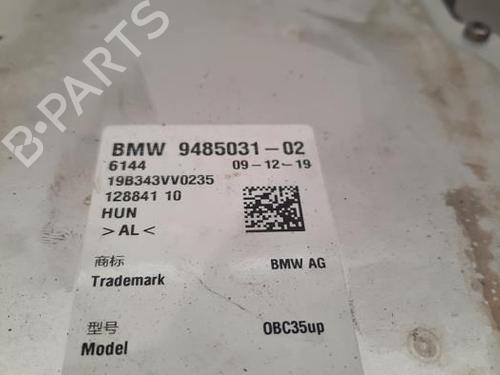 BMW 9485031-02
6144 09-12-19
19B343VV0235
128841 10
HUN
>AL<
商标
Trademark BMW AG
型号
Model OBC35up
B-PARTS